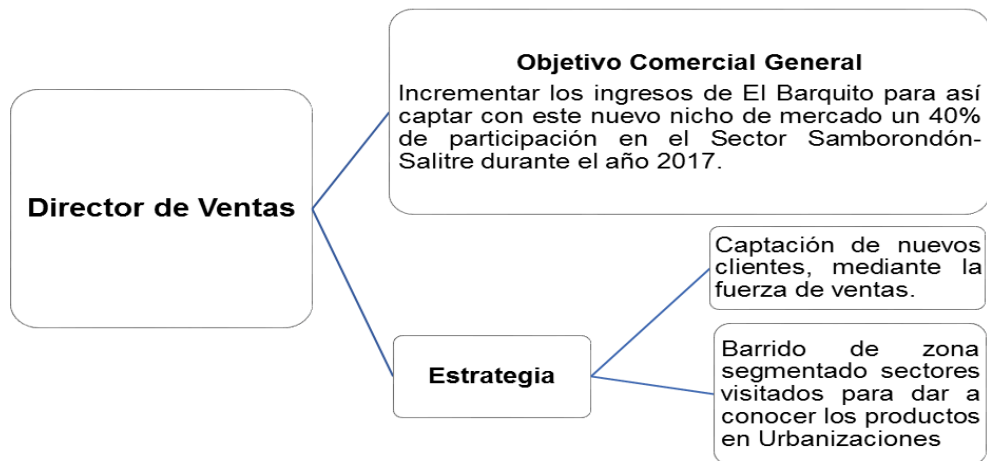 Objetivo Comercial General
Incrementar los ingresos de El Barquito para así
captar con este nuevo nicho de mercado un 40%
de participación en el Sector Samborondón-
Salitre durante el año 2017.
Director de Ventas
Captación de nuevos
clientes, mediante la
fuerza de ventas.
Estrategia
Barrido de zona
segmentado sectores
visitados para dar a
conocer los productos
en Urbanizaciones